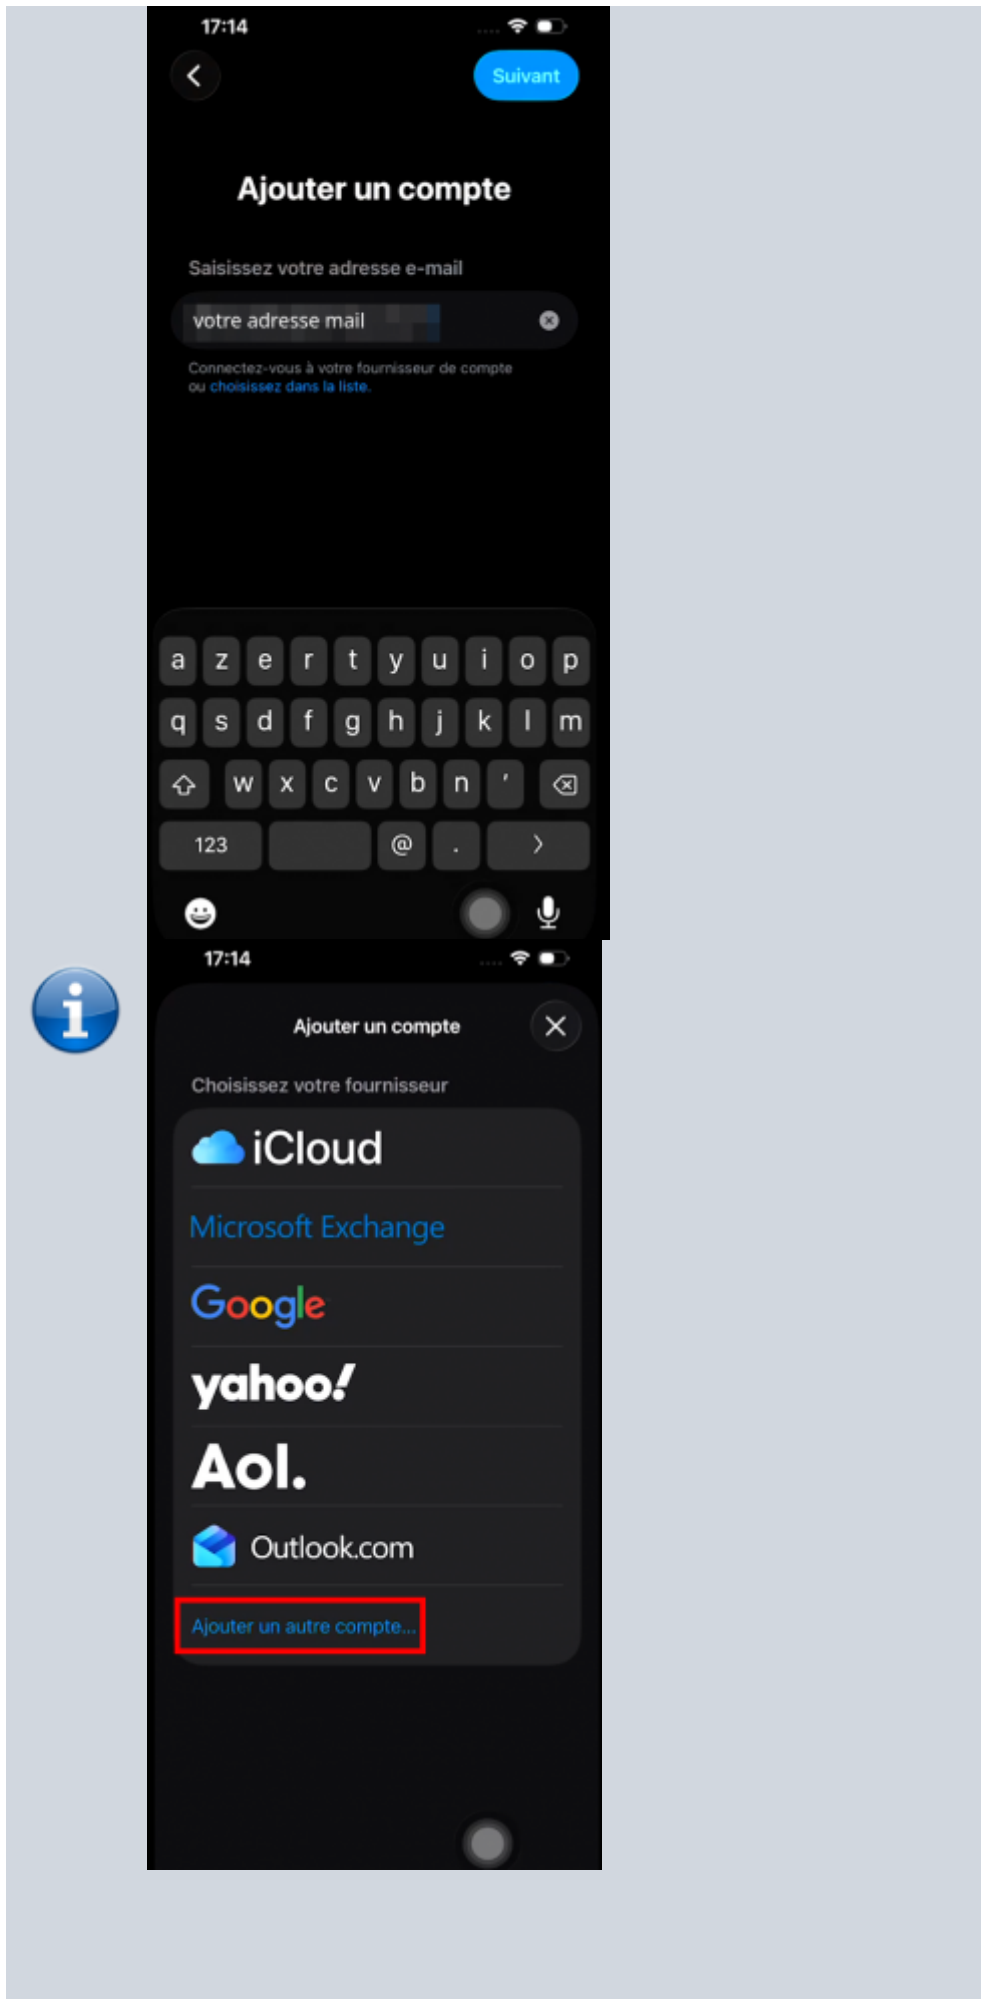 17:14
Suivant
Ajouter un compte
Saisissez votre adresse e-mail
votre adresse mail
Connectez-vous à votre fournisseur de compte
ou choisissez dans la liste.
a z e r t y u i o p
q s d f g h j k l m
w x c v b n '
123 @ .
17:14
Ajouter un compte
Choisissez votre fournisseur
iCloud
Microsoft Exchange
Google
yahoo!
Aol.
Outlook.com
Ajouter un autre compte...